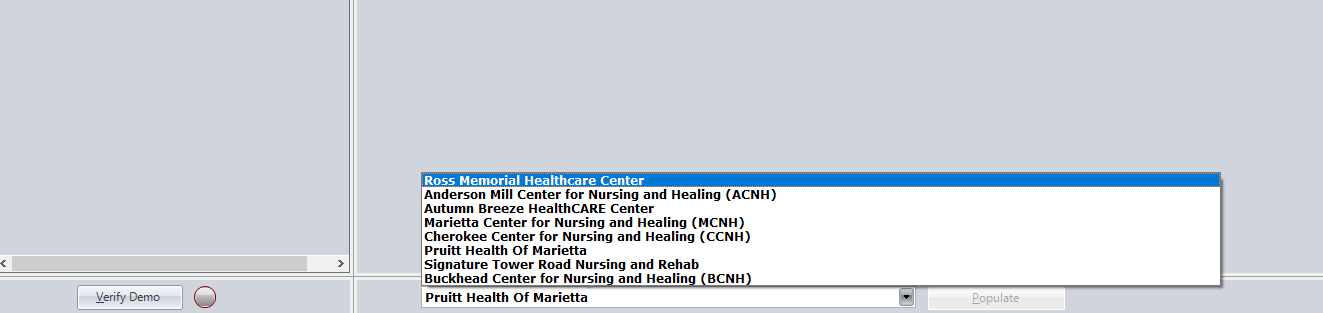 Ross Memorial Healthcare Center
Anderson Mill Center for Nursing and Healing (ACNH)
Autumn Breeze HealthCARE Center
Marietta Center for Nursing and Healing (MCNH)
Cherokee Center for Nursing and Healing (CCNH)
Pruitt Health Of Marietta
Signature Tower Road Nursing and Rehab
Buckhead Center for Nursing and Healing (BCNH)
Verify Demo
Pruitt Health Of Marietta
Populate